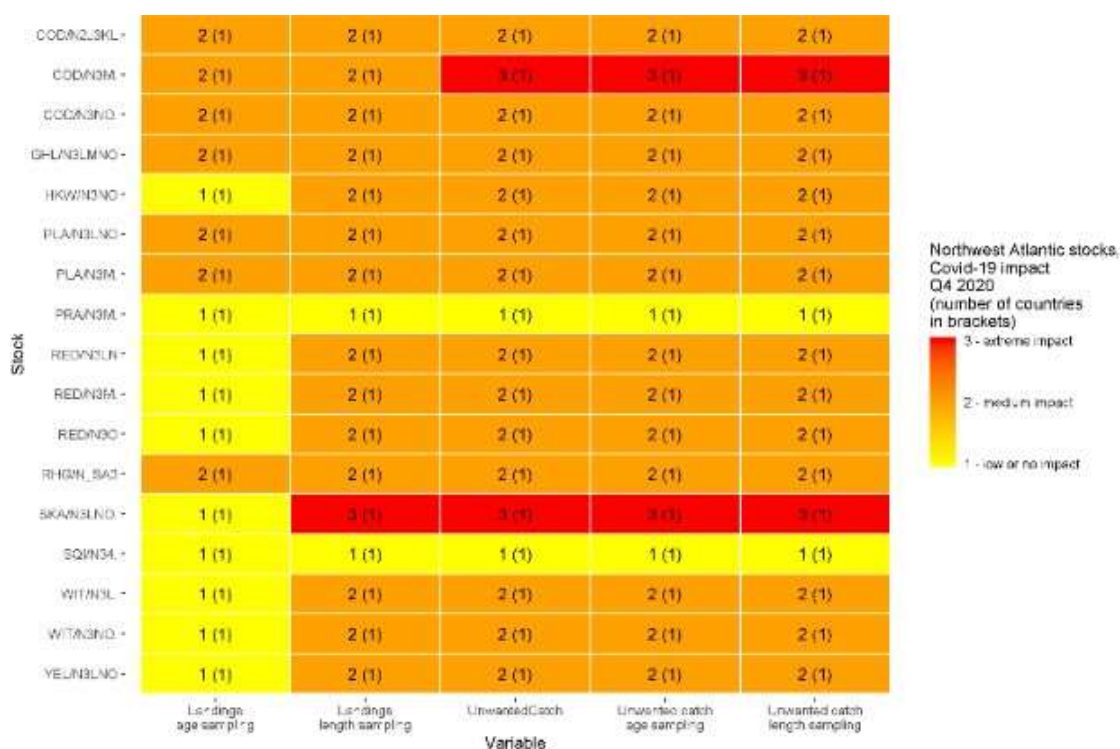 COD/N2J3KL 2 (1) 2 (1) 2 (1) 2 (1) 2 (1)
COD/N3M. 2 (1) 2 (1) 3 (1) 3 (1) 3 (1)
COD/N3NO. 2 (1) 2 (1) 2 (1) 2 (1) 2 (1)
GHL/N3LMNO 2 (1) 2 (1) 2 (1) 2 (1) 2 (1)
HKW/N3NO 1 (1) 2 (1) 2 (1) 2 (1) 2 (1)
PLA/N3LNO 2 (1) 2 (1) 2 (1) 2 (1) 2 (1)
PLA/N3M. 2 (1) 2 (1) 2 (1) 2 (1) 2 (1)
PRA/N3M. 1 (1) 1 (1) 1 (1) 1 (1) 1 (1)
RED/N3LN 1 (1) 2 (1) 2 (1) 2 (1) 2 (1)
RED/N3M. 1 (1) 2 (1) 2 (1) 2 (1) 2 (1)
RED/N3O 1 (1) 2 (1) 2 (1) 2 (1) 2 (1)
2 (1) 2 (1) 2 (1) 2 (1) 2 (1)
SKA/N3LNO. 1 (1) 3 (1) 3 (1) 3 (1) 3 (1)
SQI/N34. 1 (1) 1 (1) 1 (1) 1 (1) 1 (1)
WIT/N3L 1 (1) 2 (1) 2 (1) 2 (1) 2 (1)
WIT/N3NO. 1 (1) 2 (1) 2 (1) 2 (1) 2 (1)
YEL/N3LNO 1 (1) 2 (1) 2 (1) 2 (1) 2 (1)
Stock
Landings
age sampling
Landings
length sampling
UnwantedCatch
Unwanted catch
age sampling
Unwanted catch
length sampling
Variable
Northwest Atlantic stocks,
Covid-19 impact
Q4 2020
(number of countries
in brackets)
3 - extreme impact
2 - medium impact
1 - low or no impact